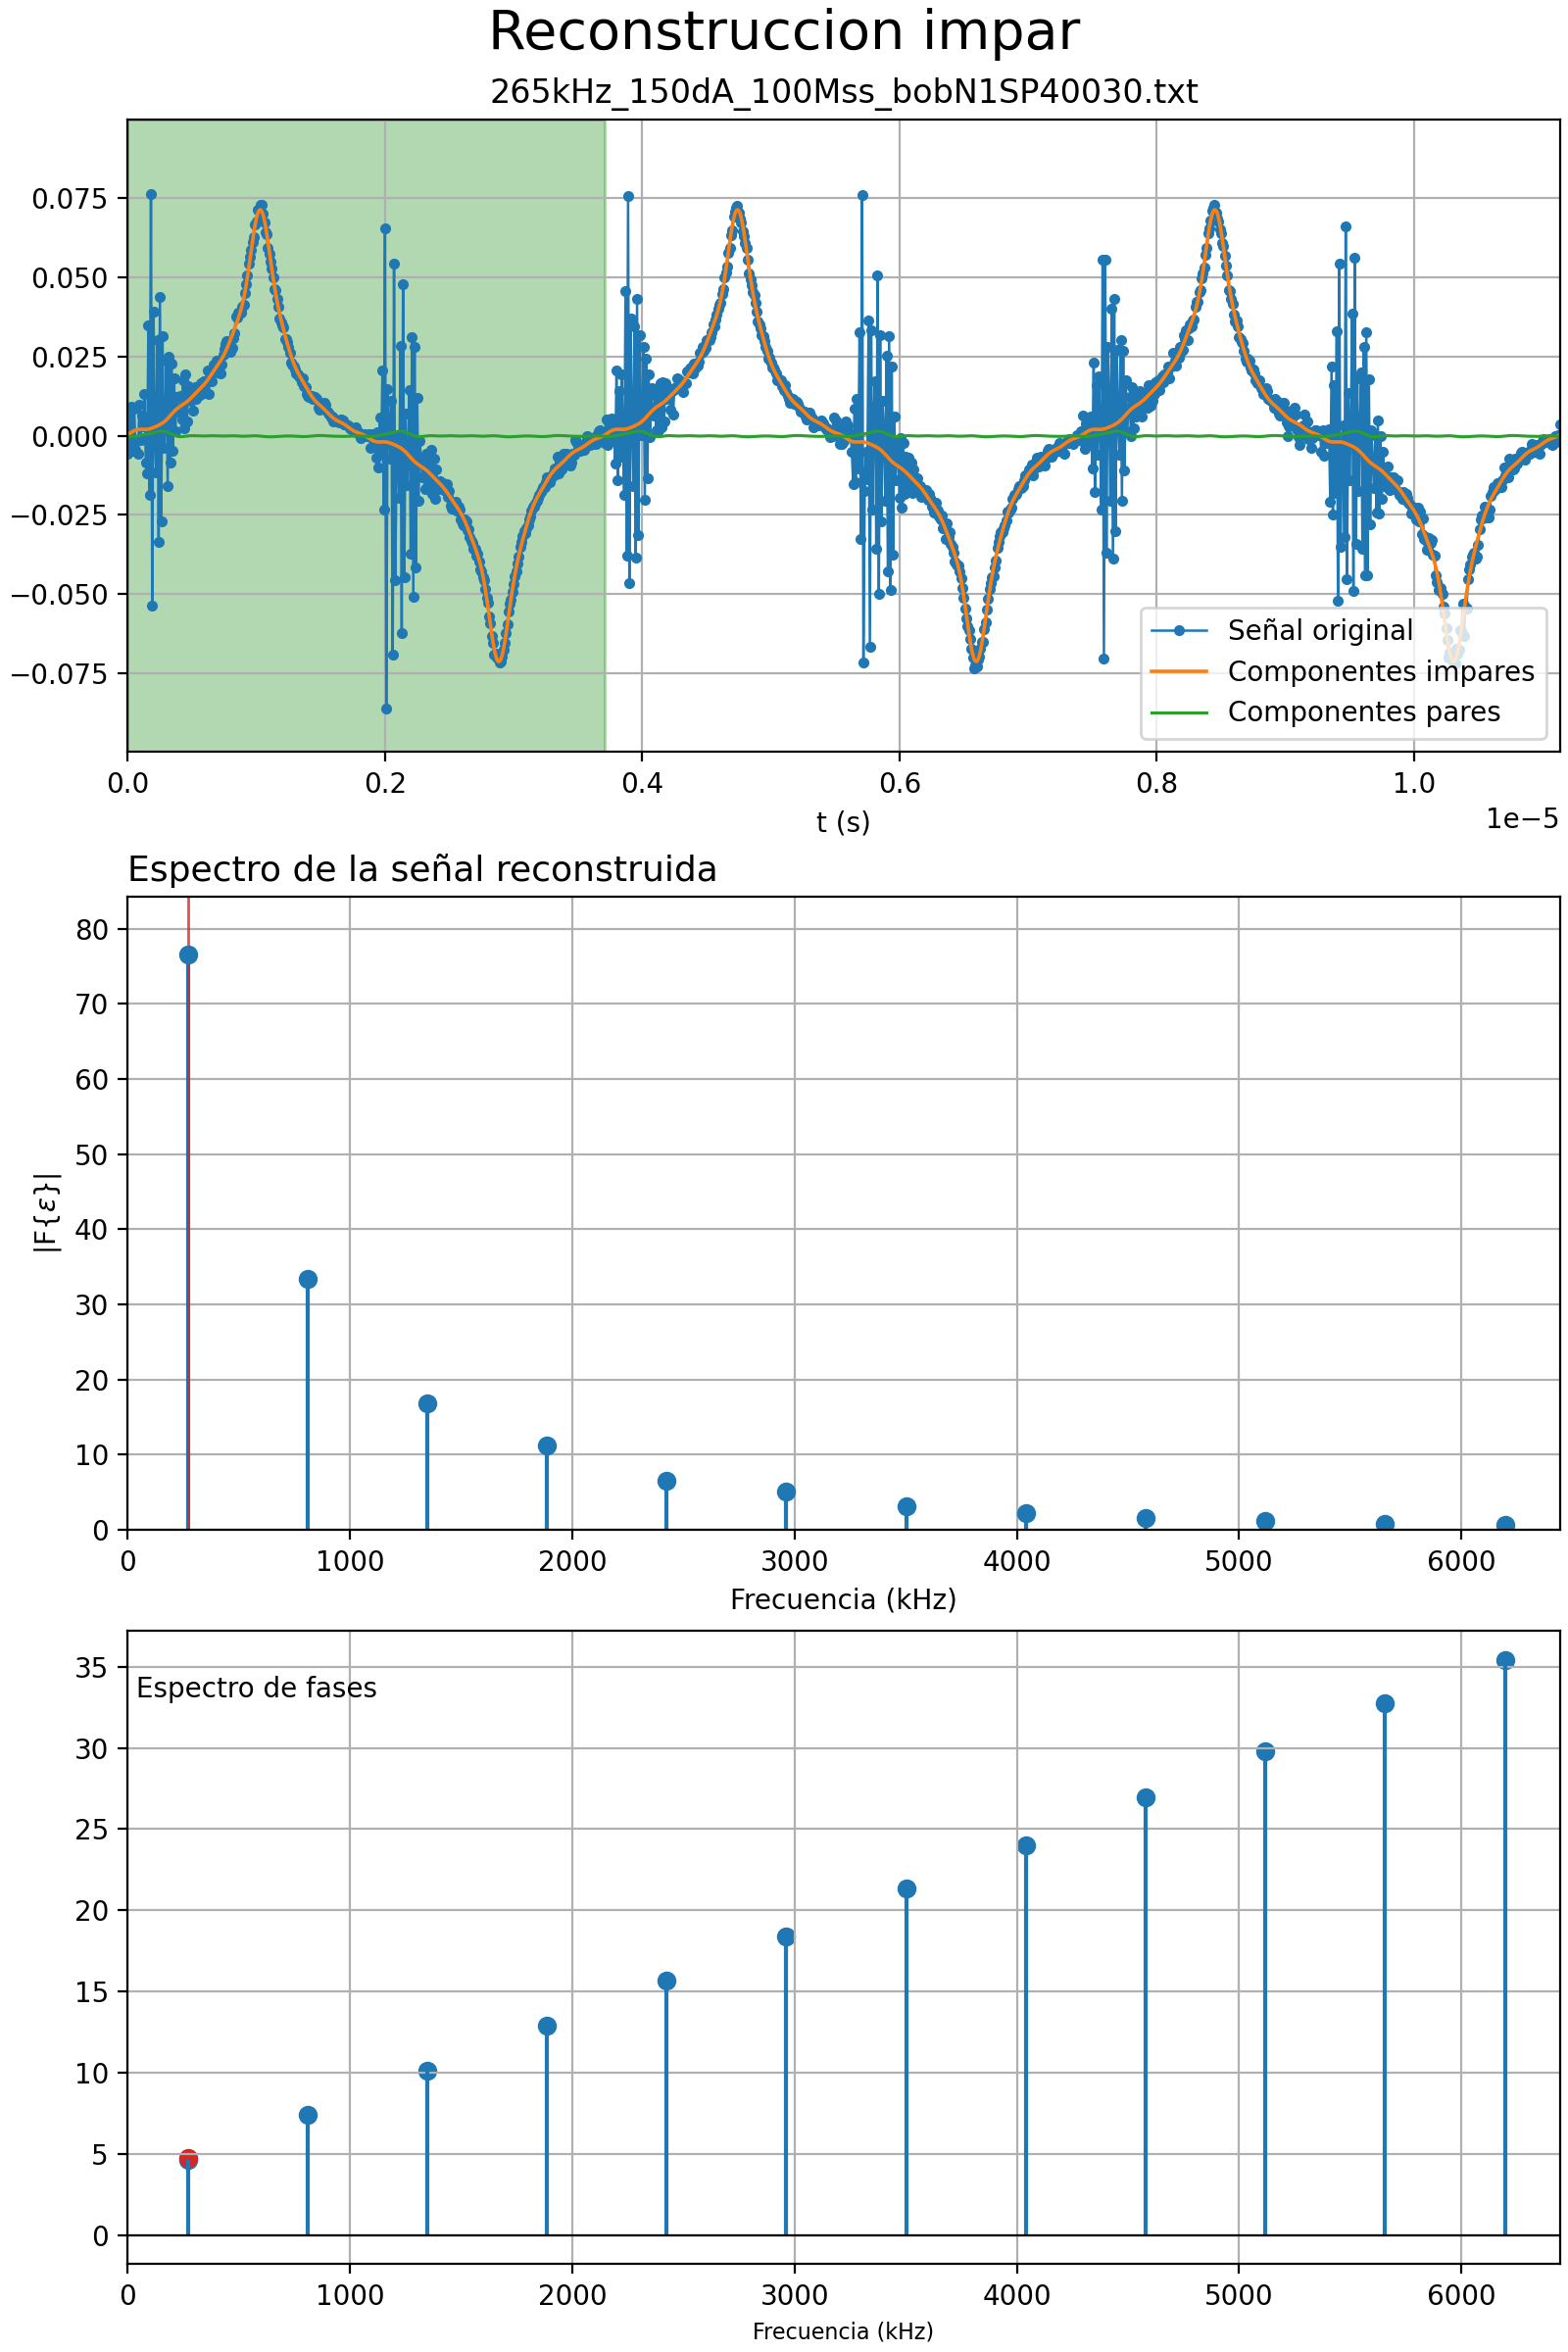 Reconstruccion impar
265kHz_150dA_100Mss_bobN1SP40030.txt
0.075
0.050
0.025
0.000
−0.025
−0.050
−0.075
Señal original
Componentes impares
Componentes pares
0.0 0.2 0.4 0.6 0.8 1.0
t (s)
1e−5
Espectro de la señal reconstruida
80
70
60
50
40
30
20
10
0
|F{ε}|
0 1000 2000 3000 4000 5000 6000
Frecuencia (kHz)
35
Espectro de fases
30
25
20
15
10
5
0
0 1000 2000 3000 4000 5000 6000
Frecuencia (kHz)